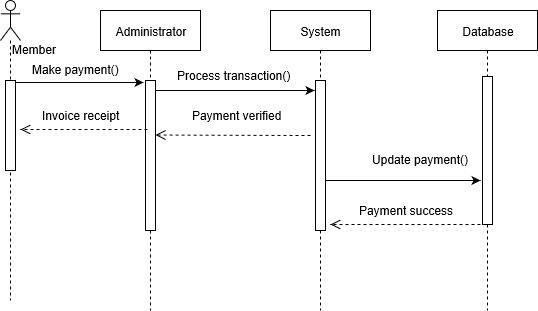 Administrator
System
Database
Member
Make payment()
Process transaction()
Invoice receipt
Payment verified
Update payment()
Payment success